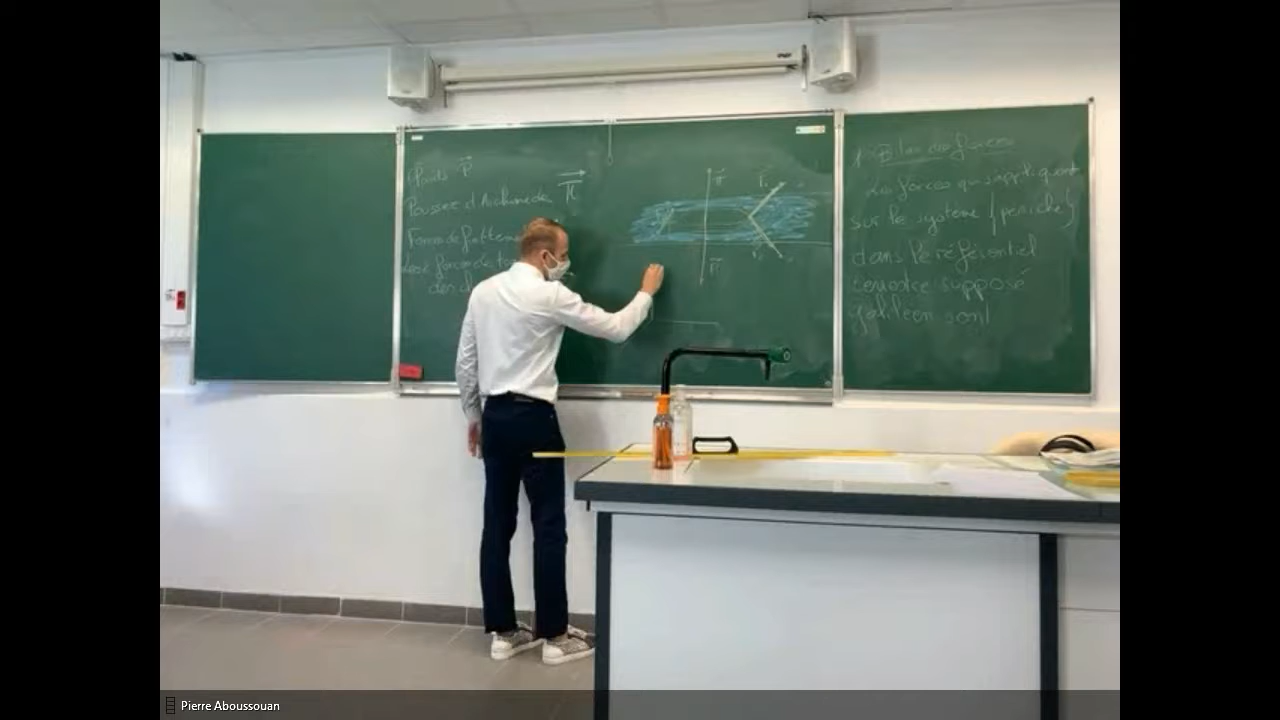 Poids P
Poussée d'Archimède π
Force de frottement
des
1° Bilan des forces
Les forces qui s'appliquent
sur le système (péniche)
dans le référentiel
terrestre supposé
galiléen sont
Pierre Aboussouan